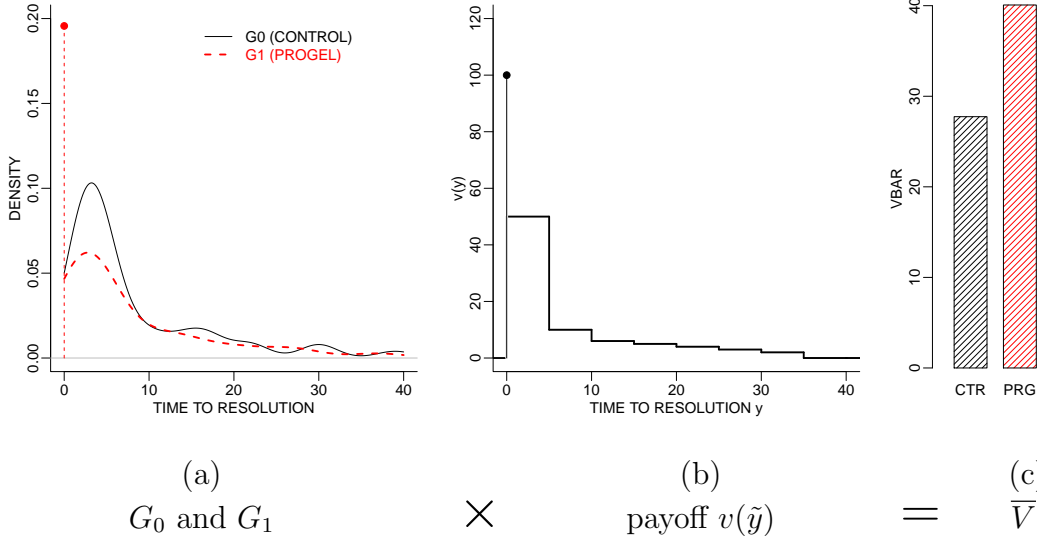 0.00 0.05 0.10 0.15 0.20
DENSITY
G0 (CONTROL)
G1 (PROGEL)
0 10 20 30 40
TIME TO RESOLUTION
0 20 40 60 80 100 120
v(y)
0 10 20 30 40
TIME TO RESOLUTION y
0 10 20 30 40
VBAR
CTR PRG
(a) (b) (c)
G₀ and G₁ × payoff v(ỹ) = V̅